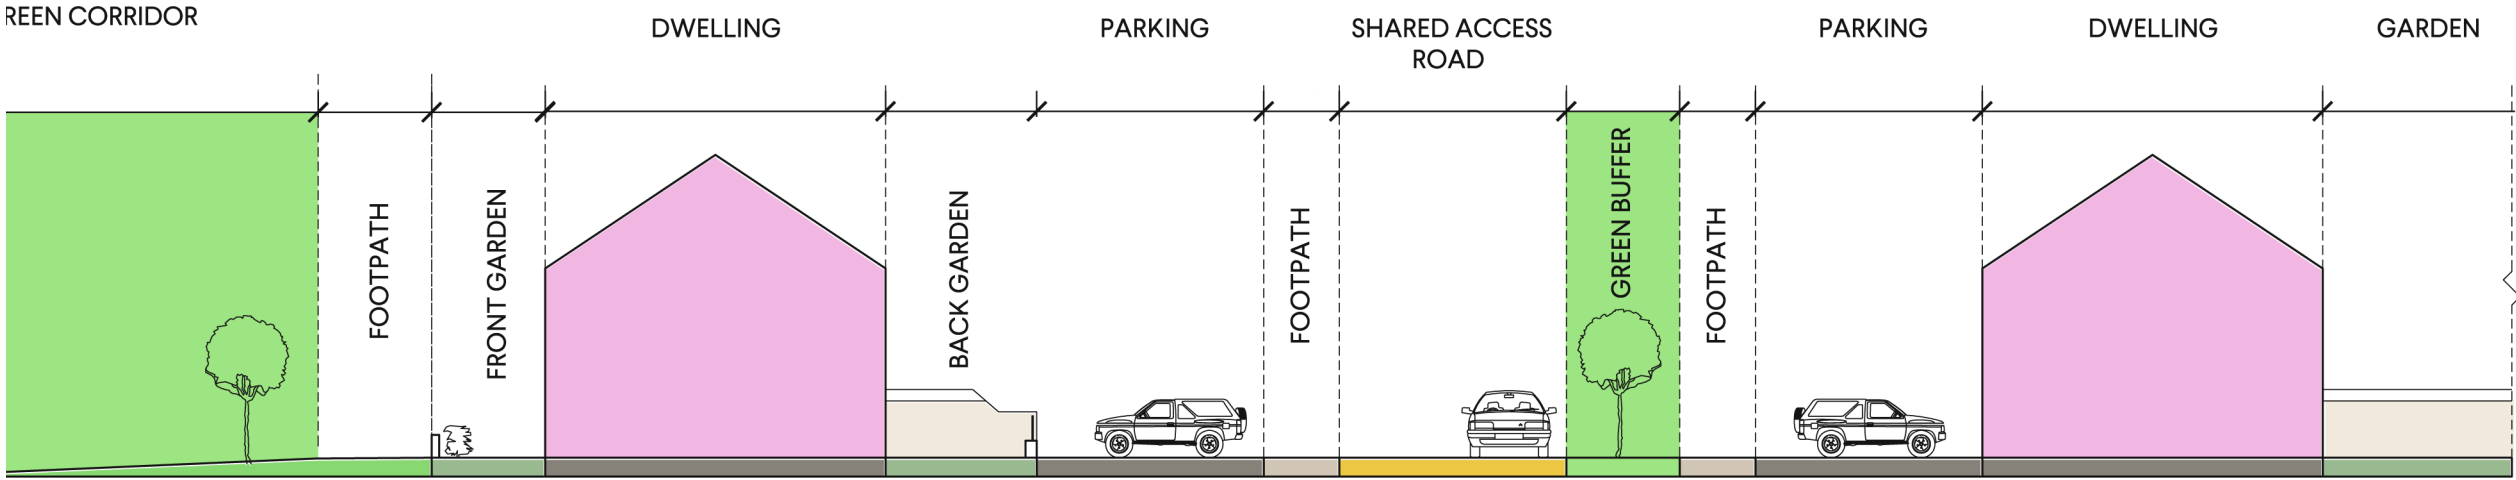 REEN CORRIDOR
DWELLING
PARKING
SHARED ACCESS
ROAD
PARKING
DWELLING
GARDEN
FOOTPATH
FRONT GARDEN
BACK GARDEN
FOOTPATH
GREEN BUFFER
FOOTPATH